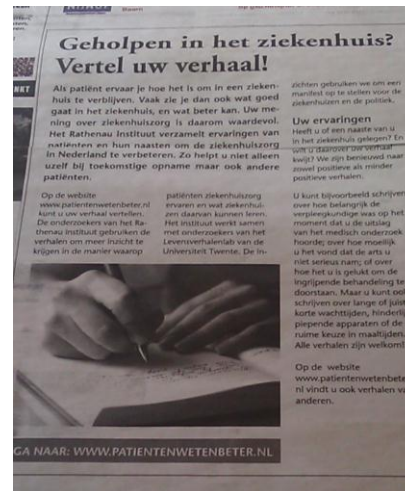 Geholpen in het ziekenhuis?
Vertel uw verhaal!
Als patiënt ervaar je hoe het is om in een zieken-
huis te verblijven. Vaak zie je dan ook wat goed
gaat in het ziekenhuis, en wat beter kan. Uw me-
ning over ziekenhuiszorg is daarom waardevol.
Het Rathenau Instituut verzamelt ervaringen van
patiënten en hun naasten om de ziekenhuiszorg
in Nederland te verbeteren. Zo helpt u niet alleen
uzelf bij toekomstige opname maar ook andere
patiënten.
Op de website
www.patientenwetenbeter.nl
kunt u uw verhaal vertellen.
De onderzoekers van het Ra-
thenau Instituut gebruiken de
verhalen om meer inzicht te
krijgen in de manier waarop
patiënten ziekenhuiszorg
ervaren en wat ziekenhui-
zen daarvan kunnen leren.
Het instituut werkt samen
met onderzoekers van het
Levensverhalenlab van de
Universiteit Twente. De in-
zichten gebruiken we om een
manifest op te stellen voor de
ziekenhuizen en de politiek.
Uw ervaringen
Heeft u of een naaste van u
in het ziekenhuis gelegen? En
wilt u daarover uw verhaal
kwijt? We zijn benieuwd naar
zowel positieve als minder
positieve verhalen.
U kunt bijvoorbeeld schrijven
over hoe belangrijk de
verpleegkundige was op het
moment dat u de uitslag
van het medisch onderzoek
hoorde; over hoe moeilijk
u het vond dat de arts u
niet serieus nam; of over
hoe het u is gelukt om de
ingrijpende behandeling te
doorstaan. Maar u kunt ook
schrijven over lange of juist
korte wachttijden, hinderlijk
piepende apparaten of de
ruime keuze in maaltijden.
Alle verhalen zijn welkom!
Op de website
www.patientenwetenbeter.
nl vindt u ook verhalen van
anderen.
GA NAAR: WWW.PATIENTENWETENBETER.NL